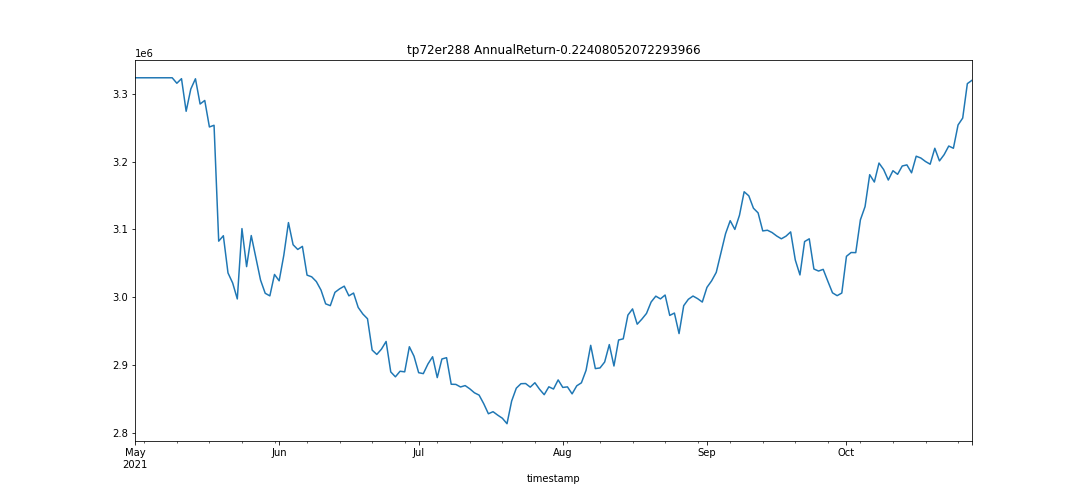 tp72er288 AnnualReturn-0.22408052072293966
1e6
3.3
3.2
3.1
3.0
2.9
2.8
May Jun Jul Aug Sep Oct
2021
timestamp